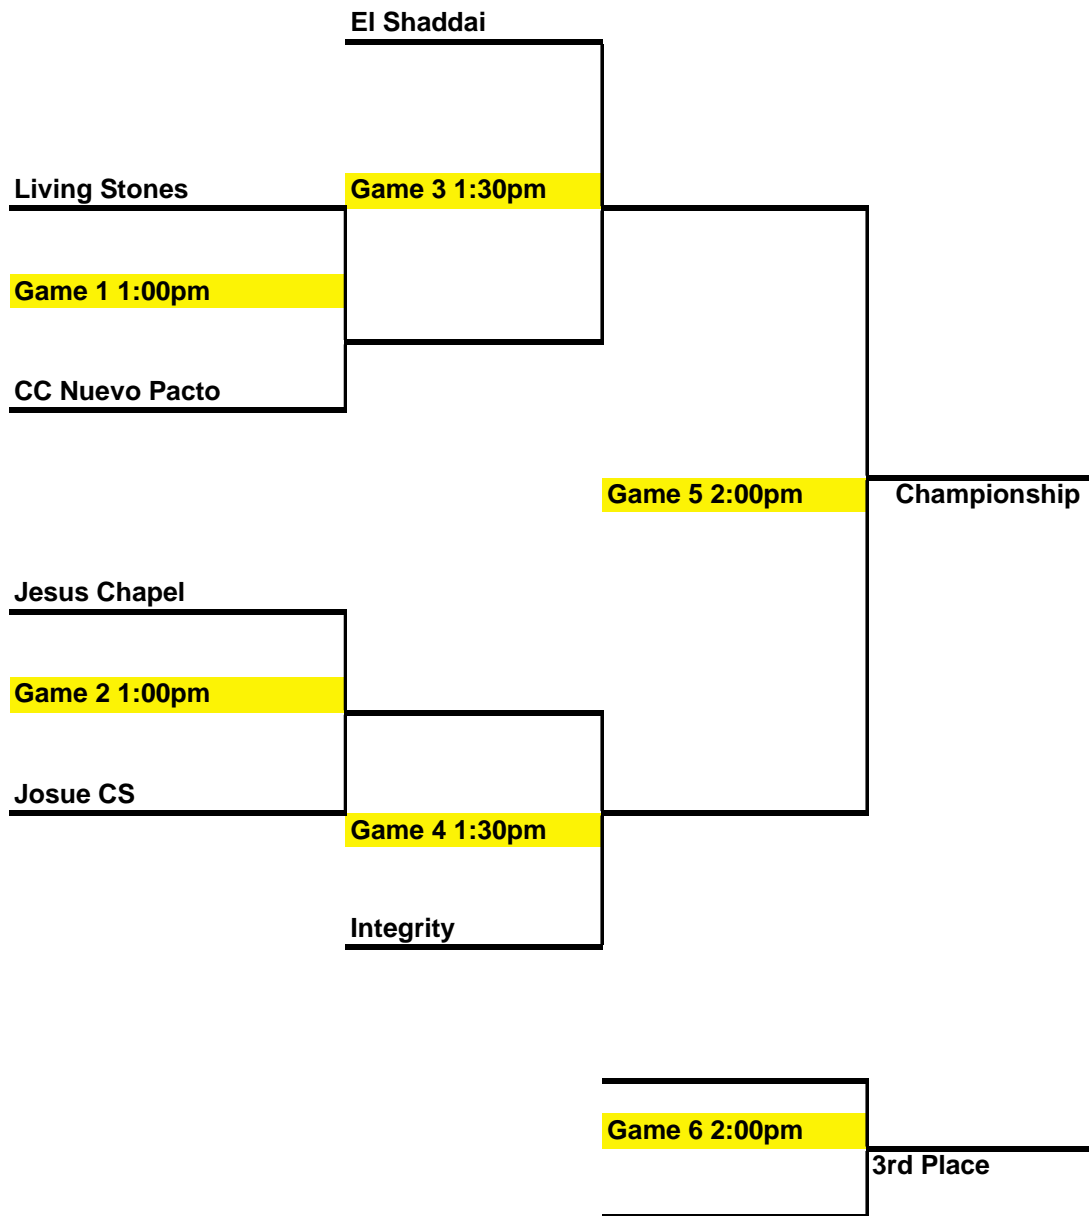 El Shaddai
Living Stones
Game 3 1:30pm
Game 1 1:00pm
CC Nuevo Pacto
Game 5 2:00pm
Championship
Jesus Chapel
Game 2 1:00pm
Josue CS
Game 4 1:30pm
Integrity
Game 6 2:00pm
3rd Place